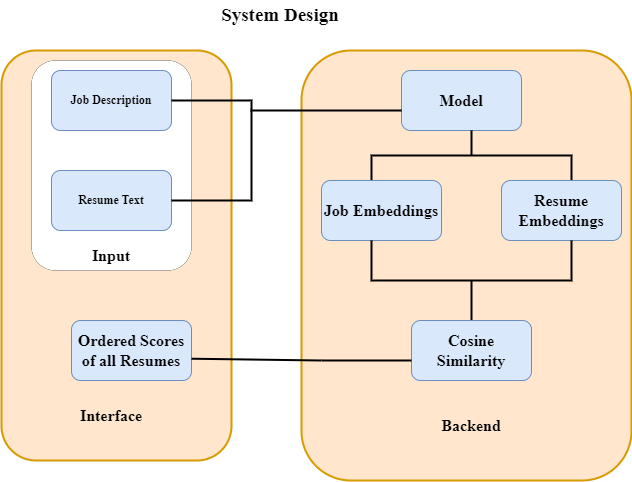 System Design
Job Description
Resume Text
Input
Ordered Scores
of all Resumes
Interface
Model
Job Embeddings
Resume
Embeddings
Cosine
Similarity
Backend